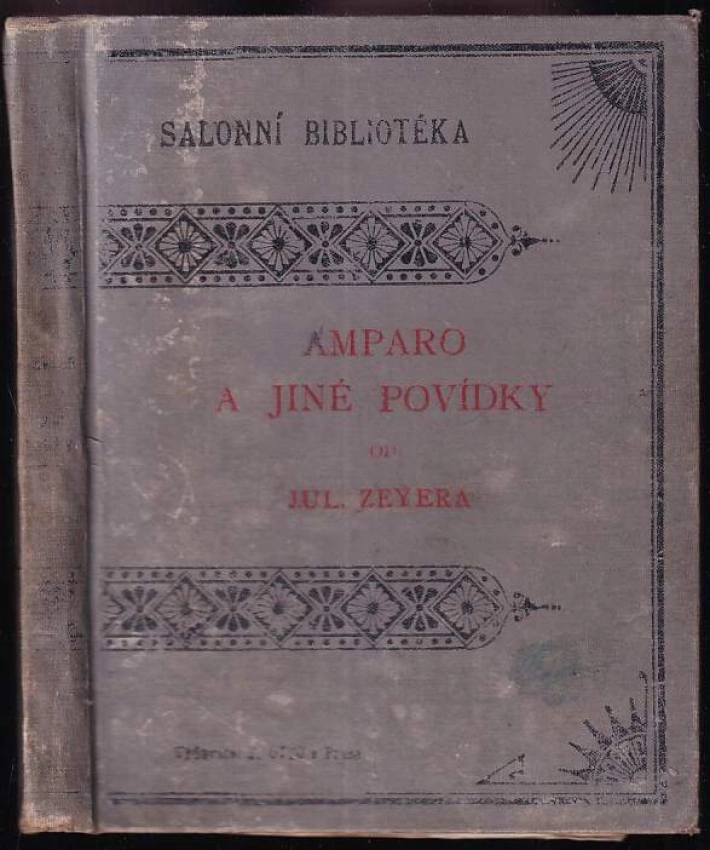 SALONNÍ BIBLIOTÉKA
AMPARO
A JINÉ POVÍDKY
OD
JUL. ZEYERA